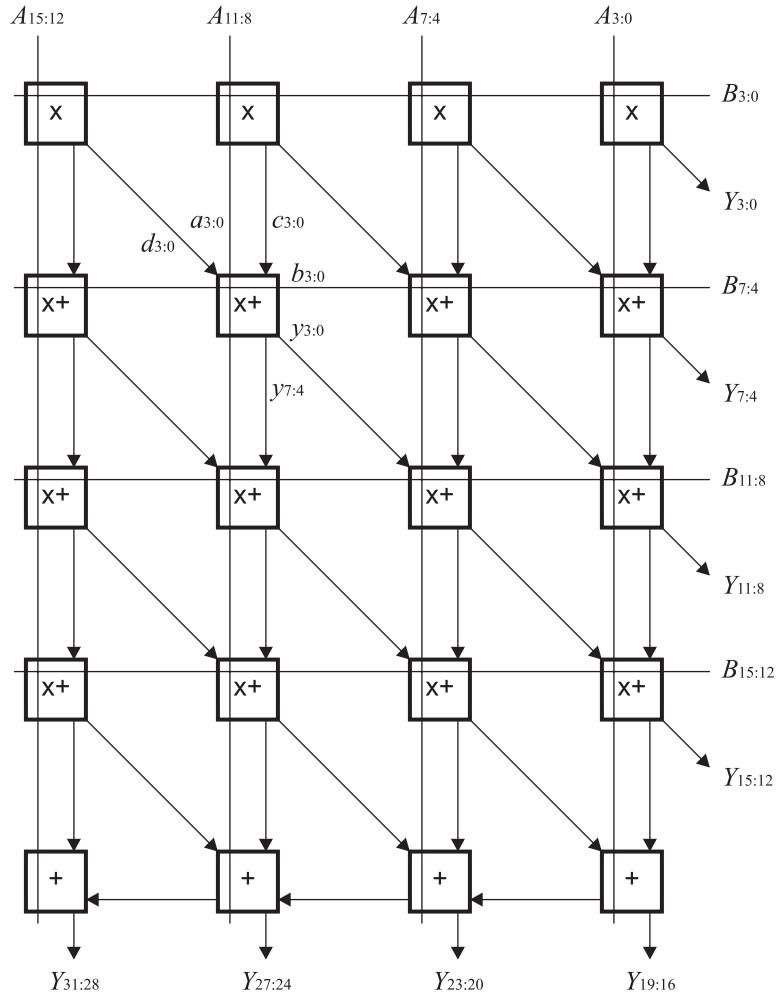 A15:12 A11:8 A7:4 A3:0
x x x x B3:0
Y3:0
a3:0 c3:0
d3:0
b3:0
x+ x+ x+ x+ B7:4
y3:0
y7:4 Y7:4
x+ x+ x+ x+ B11:8
Y11:8
x+ x+ x+ x+ B15:12
Y15:12
+ + + +
Y31:28 Y27:24 Y23:20 Y19:16